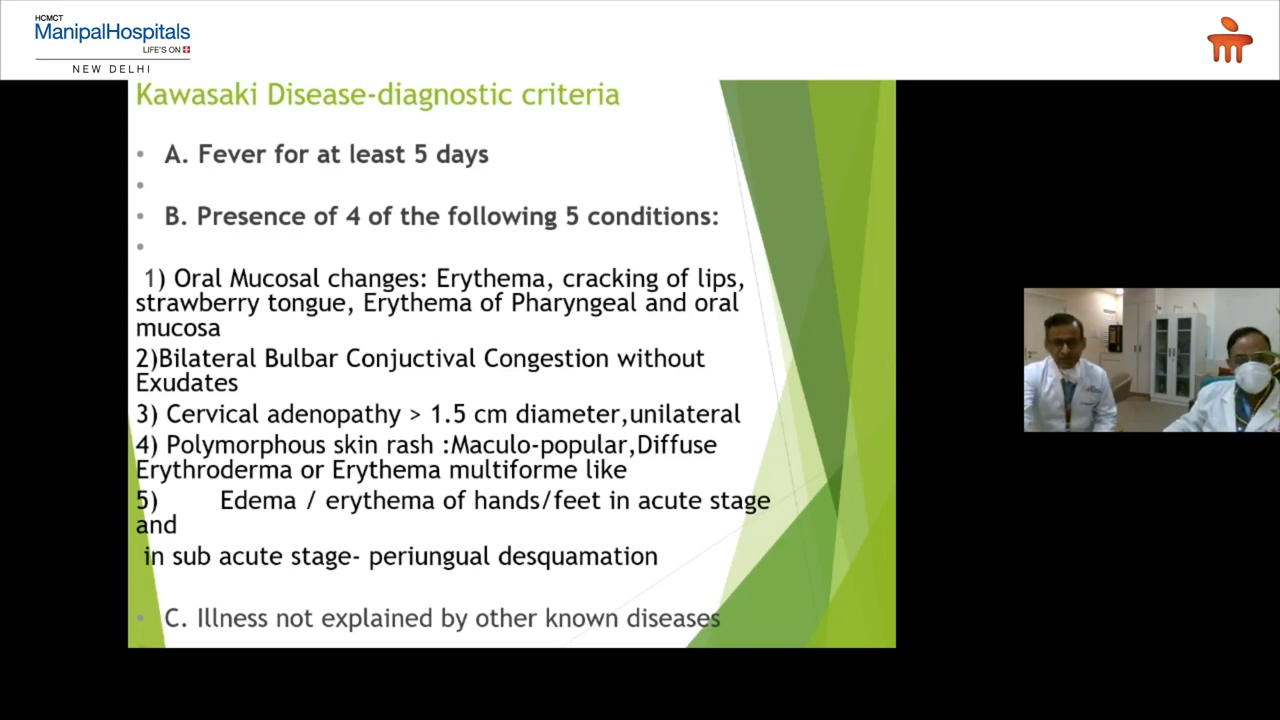 HCMCT
ManipalHospitals
LIFE'S ON
NEW DELHI
Kawasaki Disease-diagnostic criteria
• A. Fever for at least 5 days
•
• B. Presence of 4 of the following 5 conditions:
•
1) Oral Mucosal changes: Erythema, cracking of lips,
strawberry tongue, Erythema of Pharyngeal and oral
mucosa
2)Bilateral Bulbar Conjuctival Congestion without
Exudates
3) Cervical adenopathy > 1.5 cm diameter,unilateral
4) Polymorphous skin rash :Maculo-popular,Diffuse
Erythroderma or Erythema multiforme like
5) Edema / erythema of hands/feet in acute stage
and
in sub acute stage- periungual desquamation
• C. Illness not explained by other known diseases